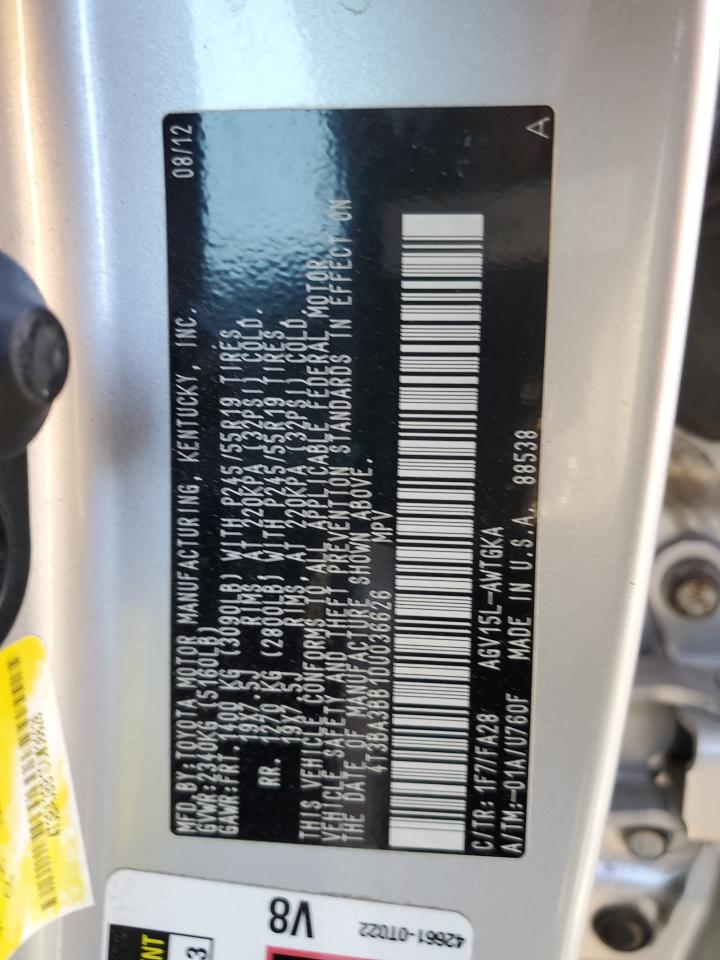 MFD BY: TOYOTA MOTOR MANUFACTURING, KENTUCKY, INC. 08/12
GVWR: 2340KG (5160LB)
GAWR: FRT. 1400 KG (3090LB) WITH P245/55R19 TIRES
19X7.5J RIMS, AT 220KPA (32PSI) COLD.
RR. 1270 KG (2800LB) WITH P245/55R19 TIRES
19X7.5J RIMS, AT 220KPA (32PSI) COLD.
THIS VEHICLE CONFORMS TO ALL APPLICABLE FEDERAL MOTOR
VEHICLE SAFETY AND THEFT PREVENTION STANDARDS IN EFFECT ON
THE DATE OF MANUFACTURE SHOWN ABOVE.
4T3BA3BB1DU036626 MPV
C/TR: 1F7/FA28 AGV15L-AWTGKA
A/TM: -01A/U760F MADE IN U.S.A. 88538 A
V8
42661-0T022
3